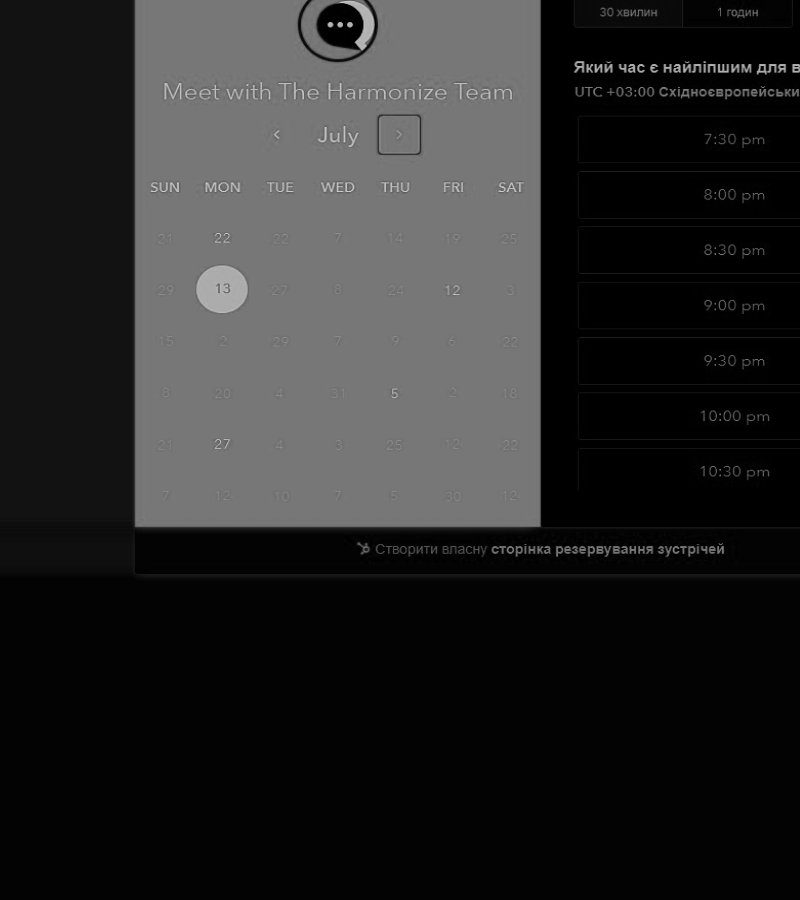 30 хвилин 1 годин
Який час є найліпшим для в
UTC +03:00 Східноєвропейськи
Meet with The Harmonize Team
July
SUN MON TUE WED THU FRI SAT
21 22 22 7 14 19 25
29 13 27 8 24 12 3
15 2 29 7 9 6 22
8 20 4 31 5 2 18
21 27 4 3 25 12 22
7 12 10 7 5 30 12
7:30 pm
8:00 pm
8:30 pm
9:00 pm
9:30 pm
10:00 pm
10:30 pm
Створити власну сторінка резервування зустрічей